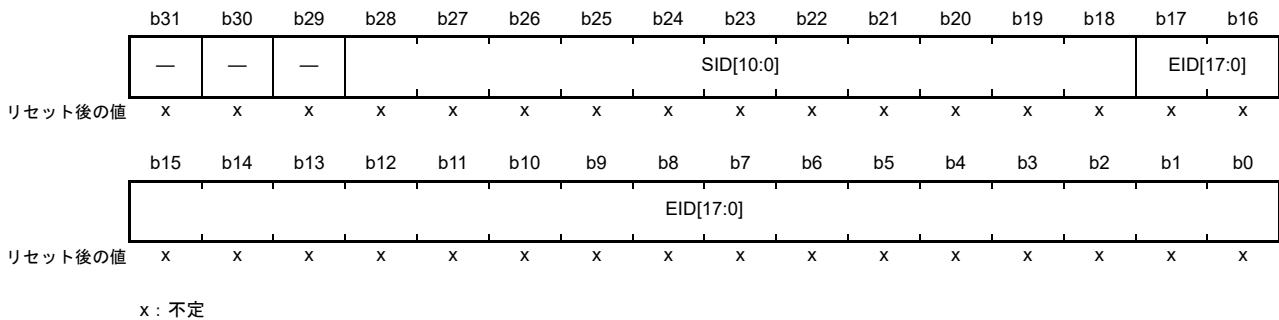 b31 b30 b29 b28 b27 b26 b25 b24 b23 b22 b21 b20 b19 b18 b17 b16
— — — SID[10:0] EID[17:0]
リセット後の値 x x x x x x x x x x x x x x x x
b15 b14 b13 b12 b11 b10 b9 b8 b7 b6 b5 b4 b3 b2 b1 b0
EID[17:0]
リセット後の値 x x x x x x x x x x x x x x x x
x：不定